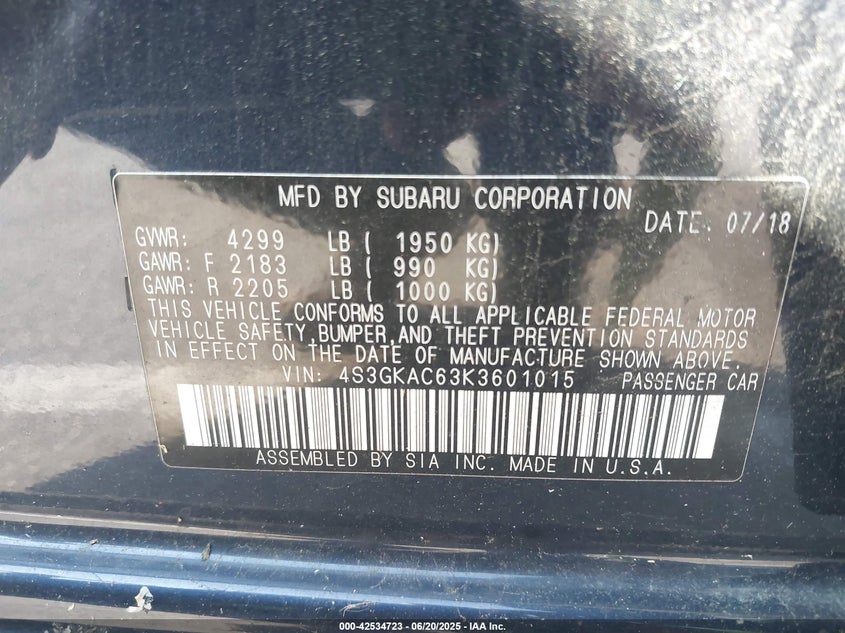 MFD BY SUBARU CORPORATION
DATE: 07/18
GVWR: 4299 LB ( 1950 KG)
GAWR: F 2183 LB ( 990 KG)
GAWR: R 2205 LB ( 1000 KG)
THIS VEHICLE CONFORMS TO ALL APPLICABLE FEDERAL MOTOR
VEHICLE SAFETY,BUMPER,AND THEFT PREVENTION STANDARDS
IN EFFECT ON THE DATE OF MANUFACTURE SHOWN ABOVE.
VIN: 4S3GKAC63K3601015 PASSENGER CAR
ASSEMBLED BY SIA INC. MADE IN U.S.A.
000-42534723 - 06/20/2025 - IAA Inc.